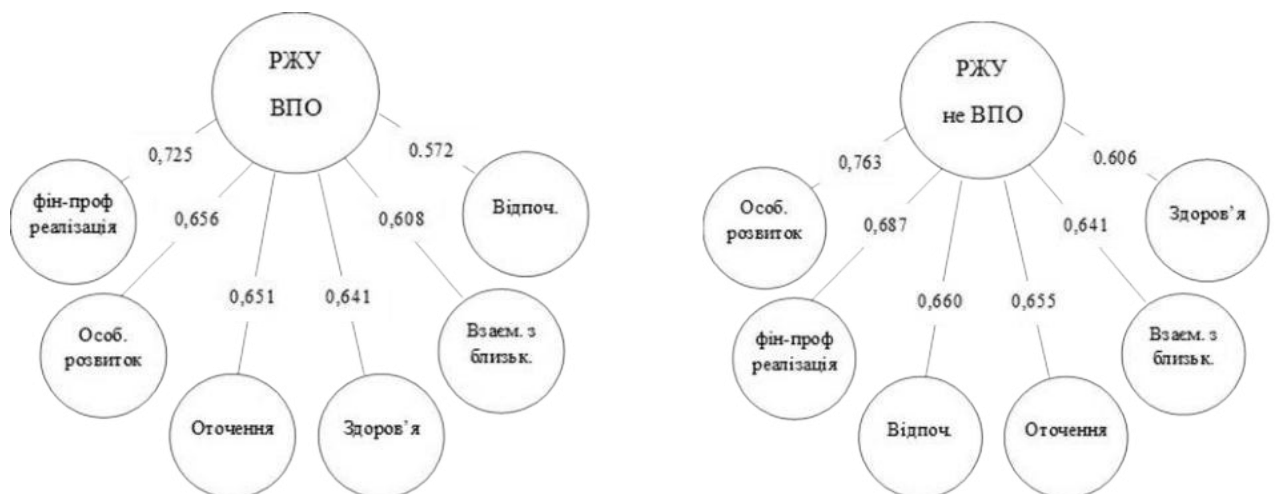 РЖУ
ВПО
0,725
0.572
фін-проф
реалізація
0,656
0,608
Відпоч.
0,651
0,641
Особ.
розвиток
Взаєм. з
близьк.
Оточення
Здоров’я
РЖУ
не ВПО
0,763
0.606
Особ.
розвиток
0,687
0,641
Здоров’я
0,660
0,655
фін-проф
реалізація
Взаєм. з
близьк.
Відпоч.
Оточення